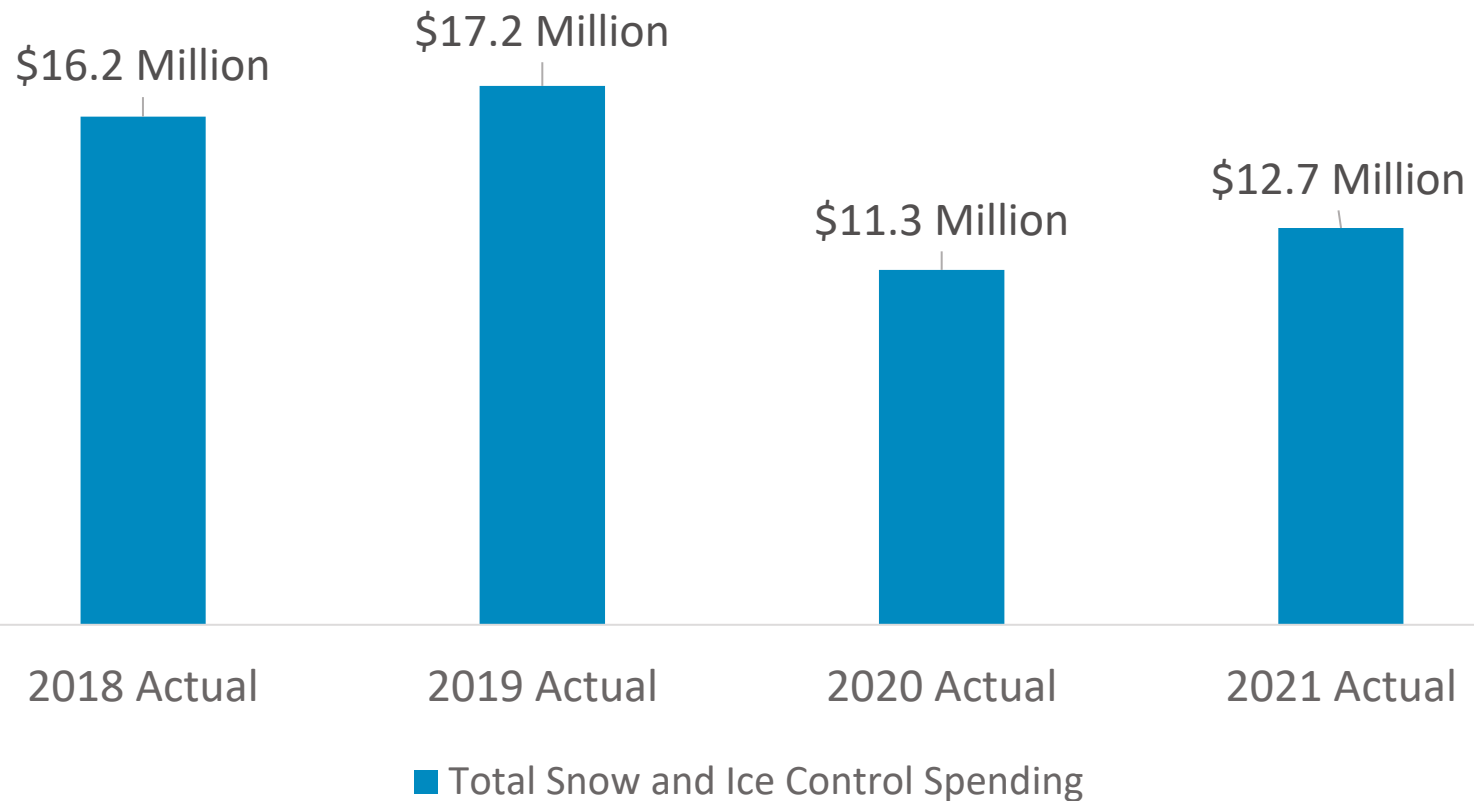 $16.2 Million
$17.2 Million
$11.3 Million
$12.7 Million
2018 Actual
2019 Actual
2020 Actual
2021 Actual
Total Snow and Ice Control Spending